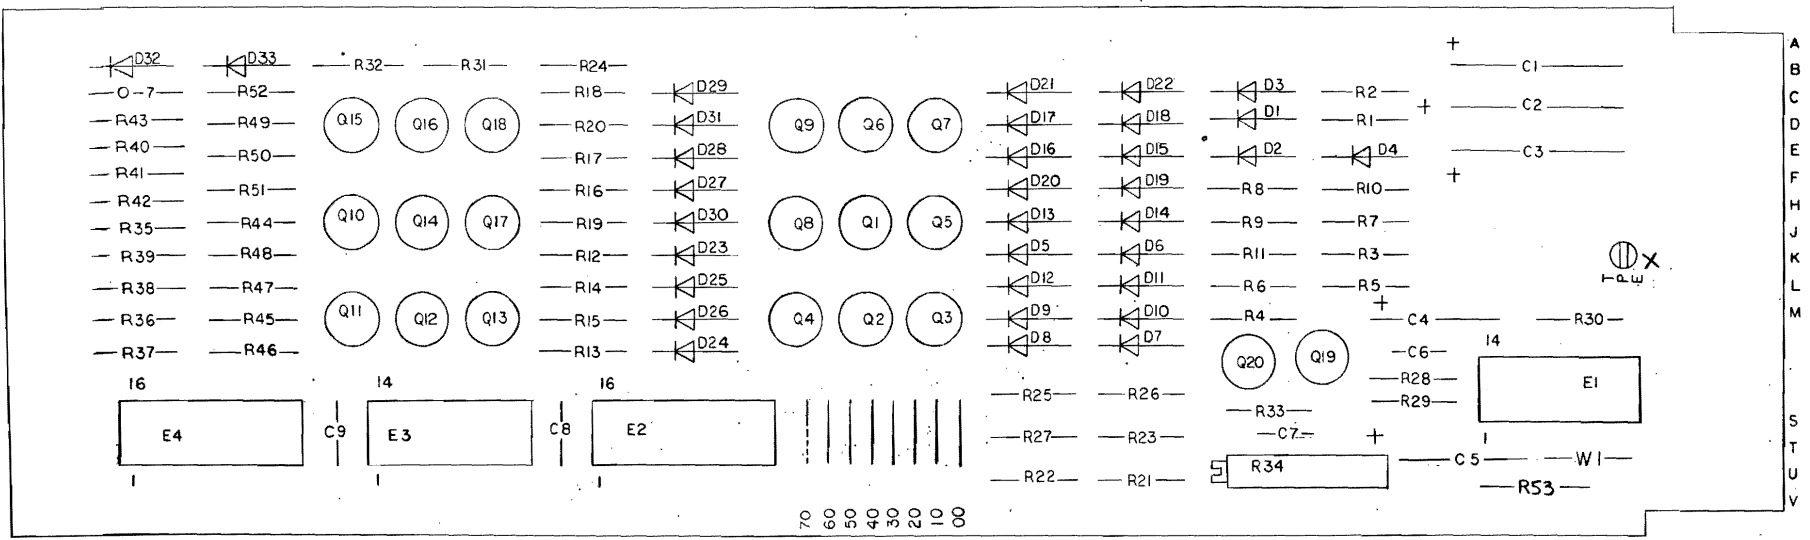 D32 D33 R32 R31 R24 + C1 A
B
O-7 R52 R18 D29 D21 D22 D3 R2 C
R43 R49 Q15 Q16 Q18 R20 D31 Q9 Q6 Q7 D17 D18 D1 R1 + C2 D
R40 R50 R17 D28 D16 D15 D2 D4 C3 E
R41 R51 R16 D27 D20 D19 R8 R10 + F
R42 H
R35 R44 Q10 Q14 Q17 R19 D30 Q8 Q1 Q5 D13 D14 R9 R7 J
R39 R48 R12 D23 D5 D6 R11 R3 X K
R38 R47 R14 D25 D12 D11 R6 R5 TPE L
R36 R45 Q11 Q12 Q13 R15 D26 Q4 Q2 Q3 D9 D10 R4 + C4 R30 M
R37 R46 R13 D24 D8 D7 Q20 Q19 C6 14
16 14 16 R25 R26 R28 E1
R29
R33
E4 C9 E3 C8 E2 R27 R23 C7 + 1 S
R34 C5 W1 T
1 1 1 R22 R21 R53 U
V
70 60 50 40 30 20 10 00